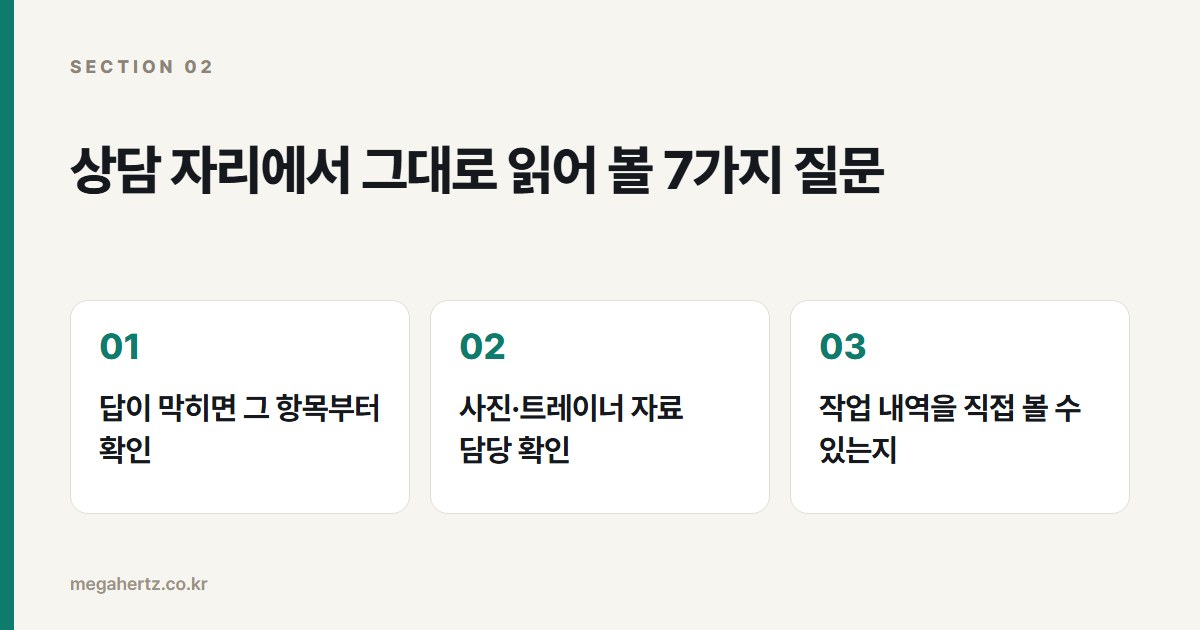 SECTION 02
상담 자리에서 그대로 읽어 볼 7가지 질문
01
답이 막히면 그 항목부터
확인
02
사진·트레이너 자료
담당 확인
03
작업 내역을 직접 볼 수
있는지
megahertz.co.kr